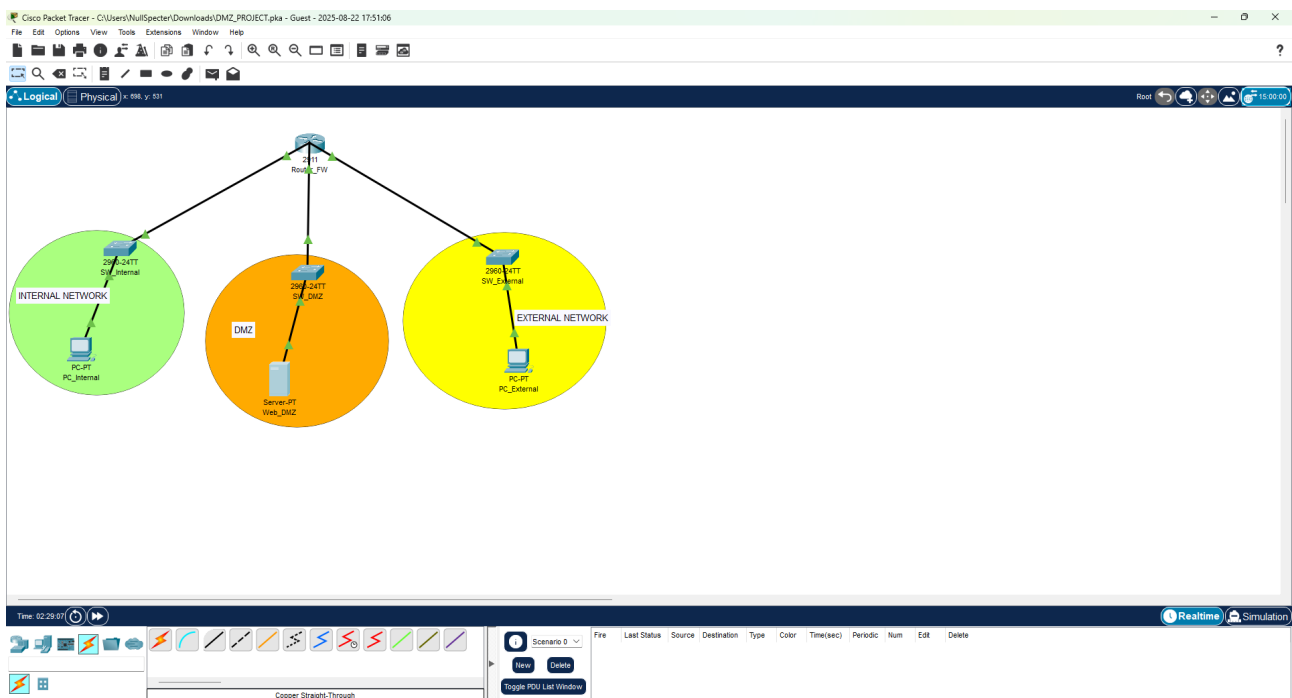 Cisco Packet Tracer - C:\Users\NullSpecter\Downloads\DMZ_PROJECT.pka - Guest - 2025-08-22 17:51:06
File Edit Options View Tools Extensions Window Help
?
Logical Physical x: 698, y: 531 Root 15:00:00
2911
Router_FW
2960-24TT
SW_Internal
2960-24TT
SW_DMZ
2960-24TT
SW_External
INTERNAL NETWORK
DMZ
EXTERNAL NETWORK
PC-PT
PC_Internal
Server-PT
Web_DMZ
PC-PT
PC_External
Time: 02:29:07 Realtime Simulation
Scenario 0 Fire Last Status Source Destination Type Color Time(sec) Periodic Num Edit Delete
New Delete
Toggle PDU List Window
Copper Straight-Through